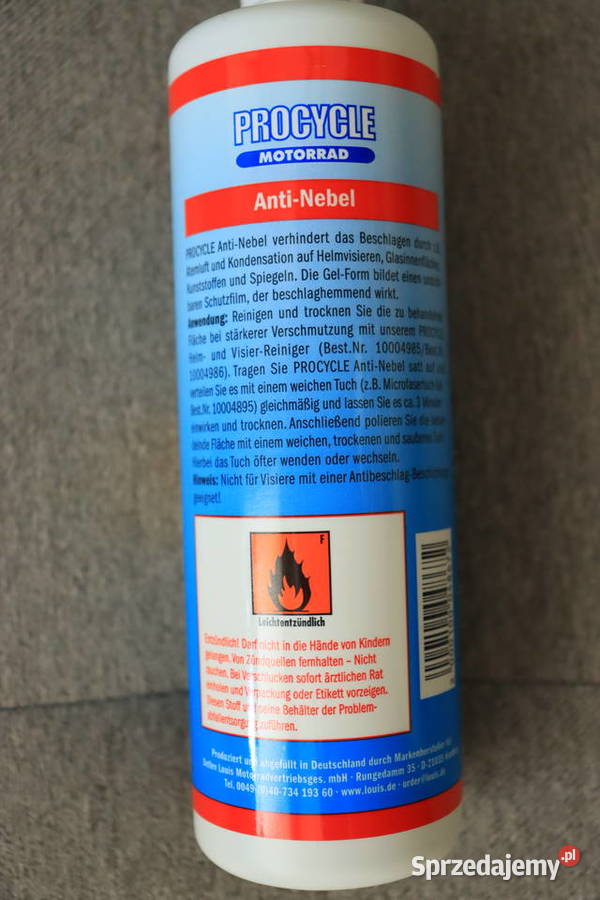 PROCYCLE
MOTORRAD
Anti-Nebel
PROCYCLE Anti-Nebel verhindert das Beschlagen durch z.B.
Atemluft und Kondensation auf Helmvisieren, Glasinnenflächen,
Kunststoffen und Spiegeln. Die Gel-Form bildet einen
baren Schutzfilm, der beschlaghemmend wirkt.
Anwendung: Reinigen und trocknen Sie die zu behandelnde
Fläche bei stärkerer Verschmutzung mit unserem PROCYCLE
Helm- und Visier-Reiniger (Best.Nr. 10004985/Best.Nr.
10004986). Tragen Sie PROCYCLE Anti-Nebel satt auf und
verteilen Sie es mit einem weichen Tuch (z.B. Microfasertuch
Best.Nr. 10004895) gleichmäßig und lassen Sie es ca. 3 Minuten
einwirken und trocknen. Anschließend polieren Sie die
delnde Fläche mit einem weichen, trockenen und sauberen Tuch.
Hierbei das Tuch öfter wenden oder wechseln.
Hinweis: Nicht für Visiere mit einer Antibeschlag-Beschichtung
geeignet!
F
Leichtentzündlich
Entzündlich! Darf nicht in die Hände von Kindern
gelangen. Von Zündquellen fernhalten – Nicht
rauchen. Bei Verschlucken sofort ärztlichen Rat
einholen und Verpackung oder Etikett vorzeigen.
Diesen Stoff und seine Behälter der Problem-
abfallentsorgung zuführen.
Produziert und abgefüllt in Deutschland durch Markenhersteller für
Detlev Louis Motorradvertriebsges. mbH · Rungedamm 35 · D-21035
Tel. 0049-(0)40-734 193 60 · www.louis.de · order@louis.de
Sprzedajemy.pl